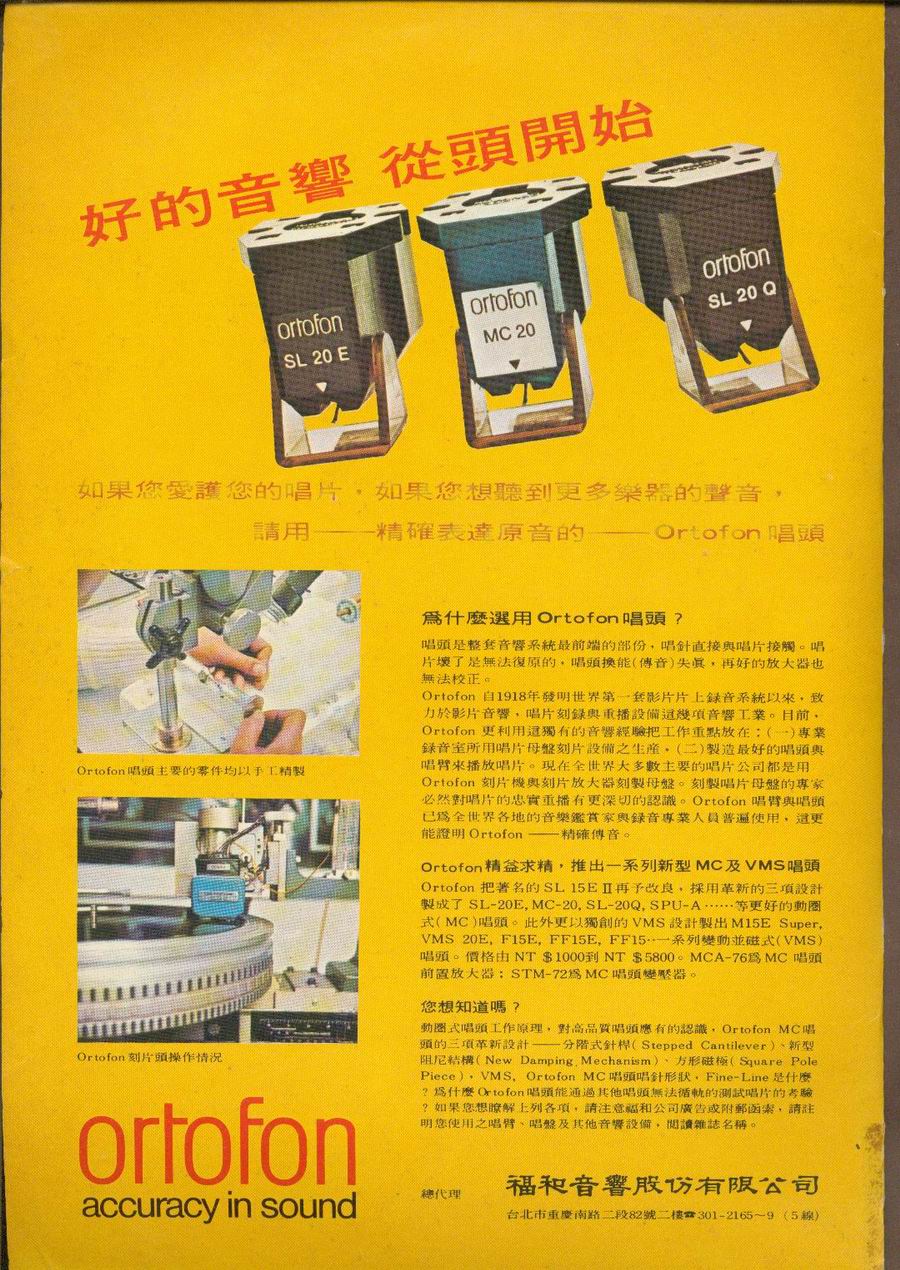 好的音響 從頭開始
ortofon
SL 20 E
ortofon
MC 20
ortofon
SL 20 Q
如果您愛護您的唱片，如果您想聽到更多樂器的聲音，
請用——精確表達原音的——Ortofon 唱頭
Ortofon唱頭主要的零件均以手工精製
Ortofon 刻片頭操作情況
為什麼選用 Ortofon 唱頭？
唱頭是整套音響系統最前端的部份，唱針直接與唱片接觸。唱
片壞了是無法復原的，唱頭換能(傳音)失眞，再好的放大器也
無法校正。
Ortofon 自1918年發明世界第一套影片片上録音系統以來，致
力於影片音響，唱片刻録與重播設備這幾項音響工業。目前，
Ortofon 更利用這獨有的音響經驗把工作重點放在：(一)專業
録音室所用唱片母盤刻片設備之生産，(二)製造最好的唱頭與
唱臂來播放唱片。現在全世界大多數主要的唱片公司都是用
Ortofon 刻片機與刻片放大器刻製母盤。刻製唱片母盤的專家
必然對唱片的忠實重播有更深切的認識。Ortofon 唱臂與唱頭
已為全世界各地的音樂鑑賞家與録音專業人員普遍使用，這更
能證明 Ortofon ——精確傳音。
Ortofon精益求精，推出一系列新型 MC 及 VMS唱頭
Ortofon 把著名的 SL 15E Ⅱ再予改良，採用革新的三項設計
製成了 SL-20E, MC-20, SL-20Q, SPU-A ……等更好的動圈
式( MC )唱頭。此外更以獨創的 VMS 設計製出 M15E Super,
VMS 20E, F15E, FF15E, FF15‥一系列變動並磁式(VMS)
唱頭。價格由 NT ＄1000到 NT ＄5800。MCA-76為 MC 唱頭
前置放大器；STM-72為 MC 唱頭變壓器。
您想知道嗎？
動圈式唱頭工作原理，對高品質唱頭應有的認識，Ortofon MC唱
頭的三項革新設計——分階式針桿( Stepped Cantilever )、新型
阻尼結構( New Damping Mechanism )、方形磁極( Square Pole
Piece )，VMS, Ortofon MC 唱頭唱針形狀，Fine-Line 是什麼
？為什麼 Ortofon 唱頭能通過其他唱頭無法循軌的測試唱片的考驗
？如果您想瞭解上列各項，請注意福和公司廣告或附郵函索，請註
明您使用之唱臂、唱盤及其他音響設備，閲讀雜誌名稱。
ortofon
accuracy in sound
總代理
福和音響股份有限公司
台北市重慶南路二段82號二樓☎301-2165～9（5線）